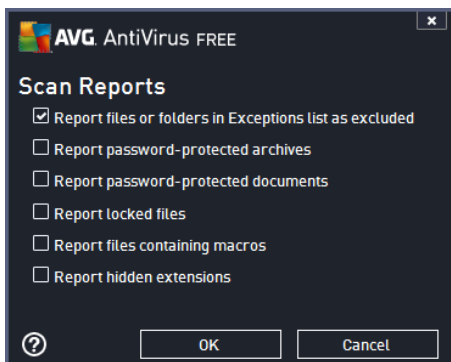 AVG. AntiVirus FREE
x
Scan Reports
Report files or folders in Exceptions list as excluded
Report password-protected archives
Report password-protected documents
Report locked files
Report files containing macros
Report hidden extensions
?
OK
Cancel